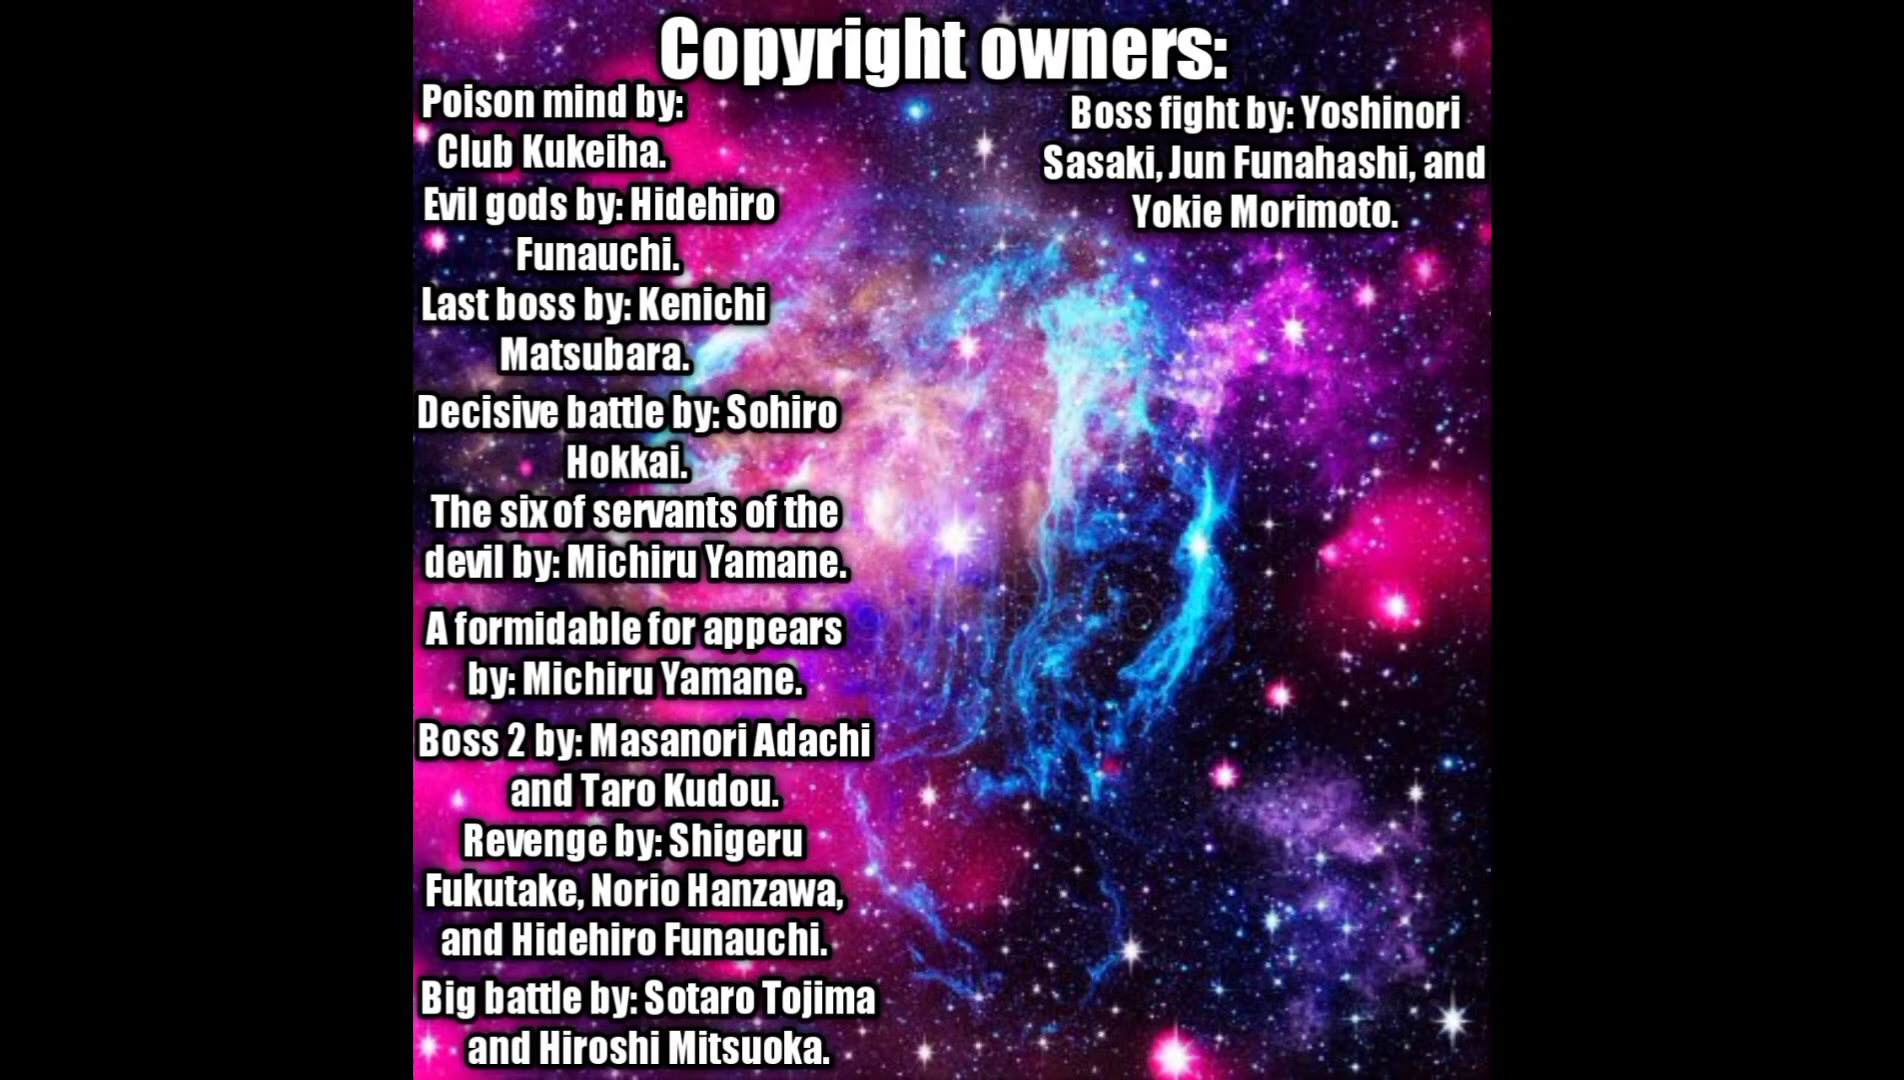 Copyright owners:
Poison mind by:
Club Kukeiha.
Evil gods by: Hidehiro
Funauchi.
Last boss by: Kenichi
Matsubara.
Decisive battle by: Sohiro
Hokkai.
The six of servants of the
devil by: Michiru Yamane.
A formidable for appears
by: Michiru Yamane.
Boss 2 by: Masanori Adachi
and Taro Kudou.
Revenge by: Shigeru
Fukutake, Norio Hanzawa,
and Hidehiro Funauchi.
Big battle by: Sotaro Tojima
and Hiroshi Mitsuoka.
Boss fight by: Yoshinori
Sasaki, Jun Funahashi, and
Yokie Morimoto.